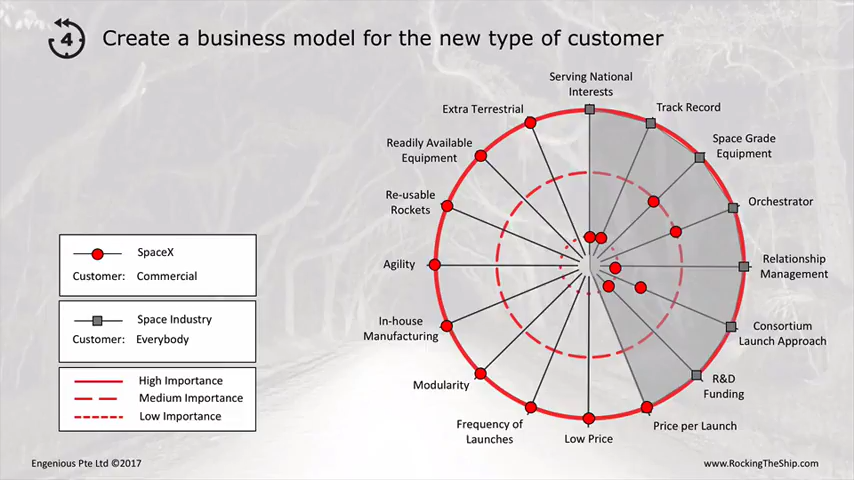 4
Create a business model for the new type of customer
Serving National
Interests
Track Record
Space Grade
Equipment
Orchestrator
Relationship
Management
Consortium
Launch Approach
R&D
Funding
Price per Launch
Low Price
Frequency of
Launches
Modularity
In-house
Manufacturing
Agility
Re-usable
Rockets
Readily Available
Equipment
Extra Terrestrial
SpaceX
Customer: Commercial
Space Industry
Customer: Everybody
High Importance
Medium Importance
Low Importance
Engenious Pte Ltd ©2017
www.RockingTheShip.com